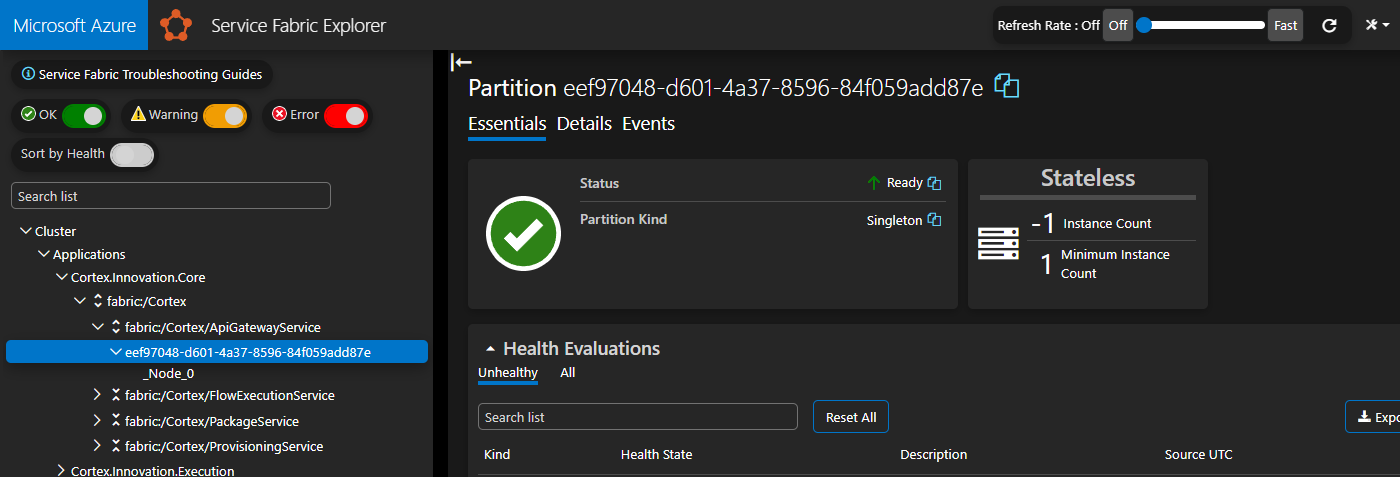 Microsoft Azure
Service Fabric Explorer
Refresh Rate : Off
Off
Fast
Service Fabric Troubleshooting Guides
OK
Warning
Error
Sort by Health
Search list
Cluster
Applications
Cortex.Innovation.Core
fabric:/Cortex
fabric:/Cortex/ApiGatewayService
eef97048-d601-4a37-8596-84f059add87e
_Node_0
fabric:/Cortex/FlowExecutionService
fabric:/Cortex/PackageService
fabric:/Cortex/ProvisioningService
Cortex.Innovation.Execution
Partition eef97048-d601-4a37-8596-84f059add87e
Essentials Details Events
Status Ready
Partition Kind Singleton
Stateless
-1 Instance Count
1 Minimum Instance
Count
Health Evaluations
Unhealthy All
Search list
Reset All
Expo
Kind Health State Description Source UTC